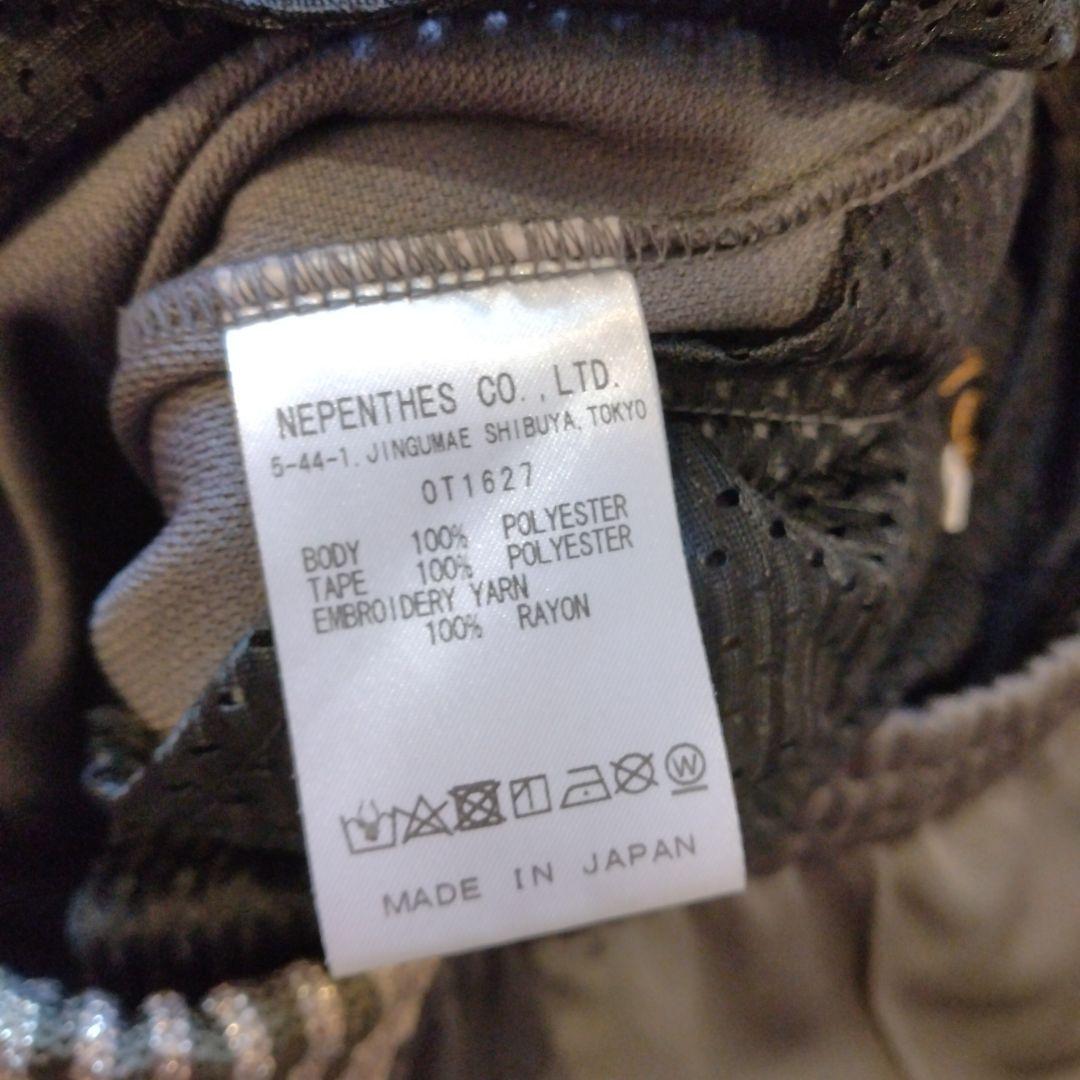 NEPENTHES CO.,LTD.
5-44-1.JINGUMAE SHIBUYA,TOKYO
OT1627
BODY 100% POLYESTER
TAPE 100% POLYESTER
EMBROIDERY YARN
100% RAYON
W
MADE IN JAPAN